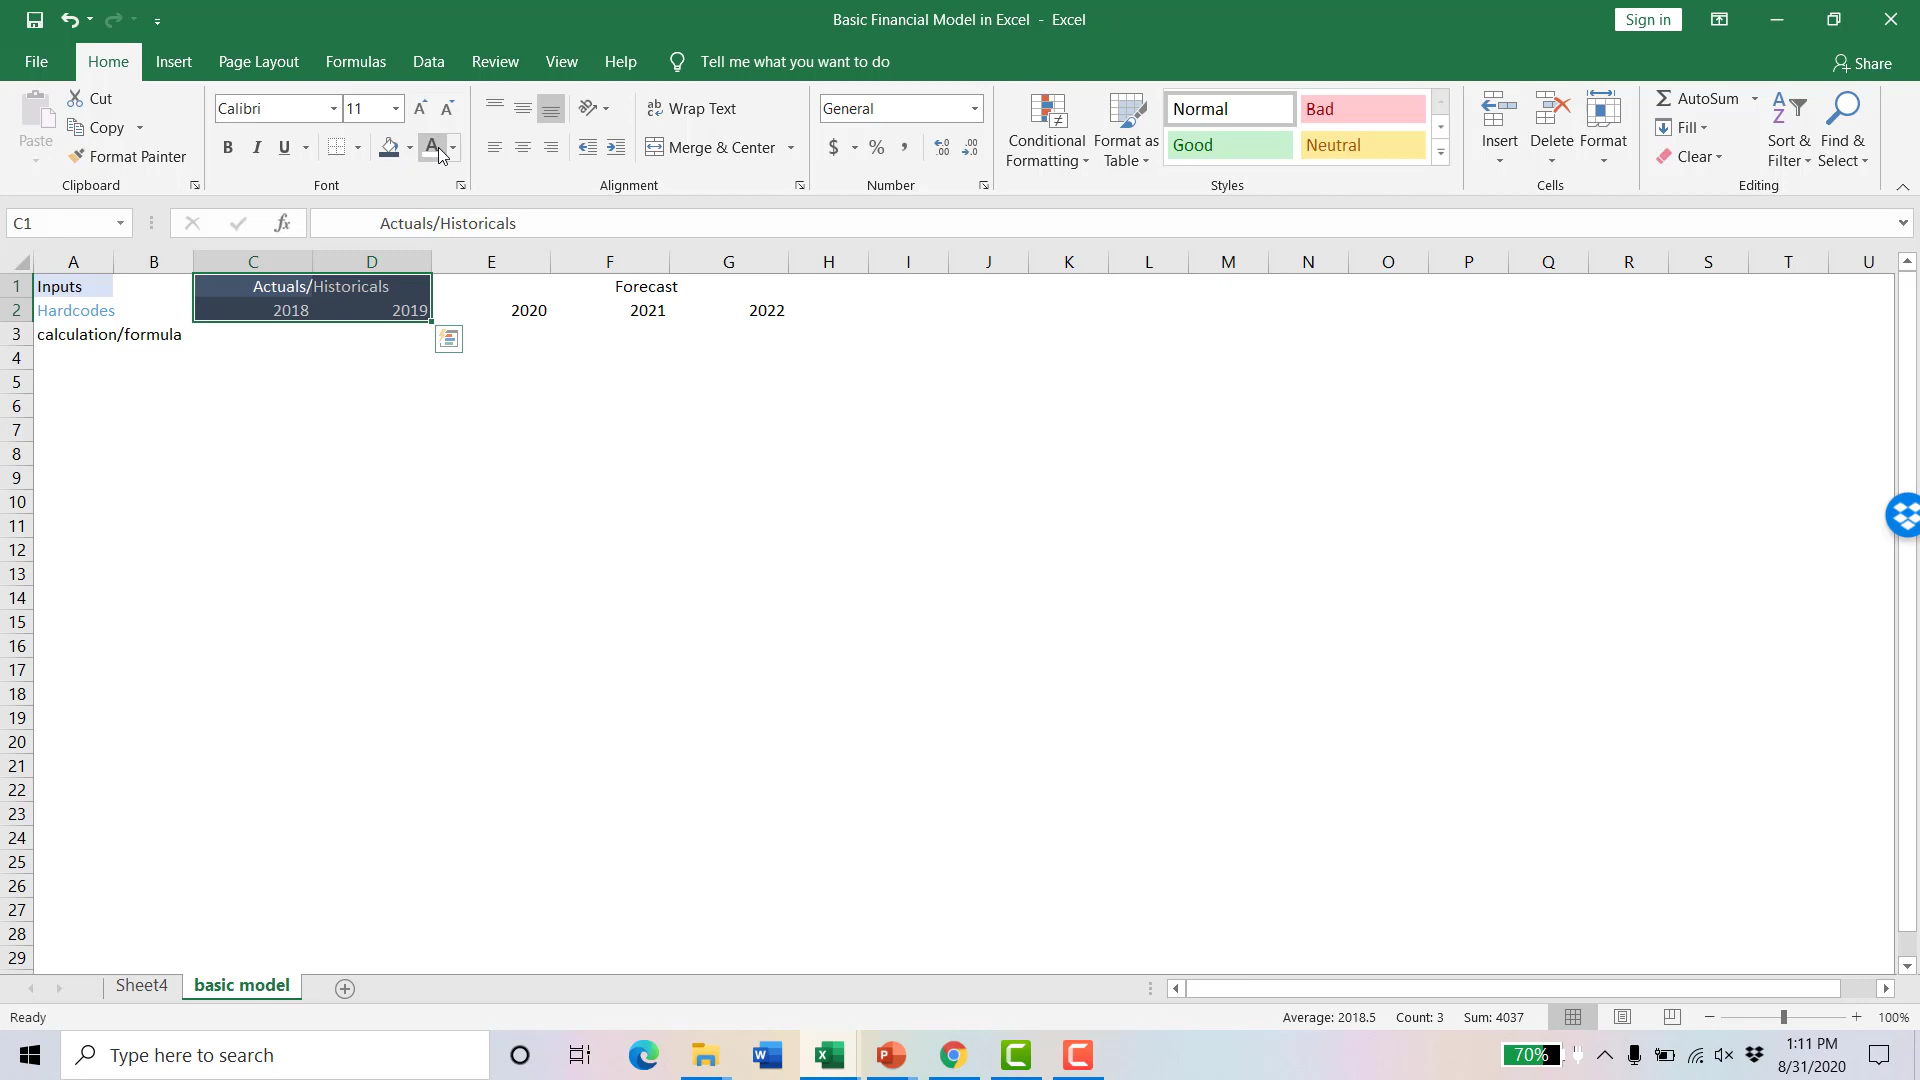 Basic Financial Model in Excel - Excel
Sign in
File Home Insert Page Layout Formulas Data Review View Help Tell me what you want to do
Share
Paste
Cut
Copy
Format Painter
Clipboard
Calibri 11
B I U A
Font
ab Wrap Text
Merge & Center
Alignment
General
$ % , .00 .00
Number
Conditional Formatting
Format as Table
Normal Bad
Good Neutral
Styles
Insert Delete Format
Cells
AutoSum
Fill
Clear
Sort & Filter
Find & Select
Editing
C1 fx Actuals/Historicals
A B C D E F G H I J K L M N O P Q R S T U
1 Inputs Actuals/Historicals Forecast
2 Hardcodes 2018 2019 2020 2021 2022
3 calculation/formula
4
5
6
7
8
9
10
11
12
13
14
15
16
17
18
19
20
21
22
23
24
25
26
27
28
29
Sheet4 basic model
Ready Average: 2018.5 Count: 3 Sum: 4037 100%
Type here to search
70%
1:11 PM
8/31/2020